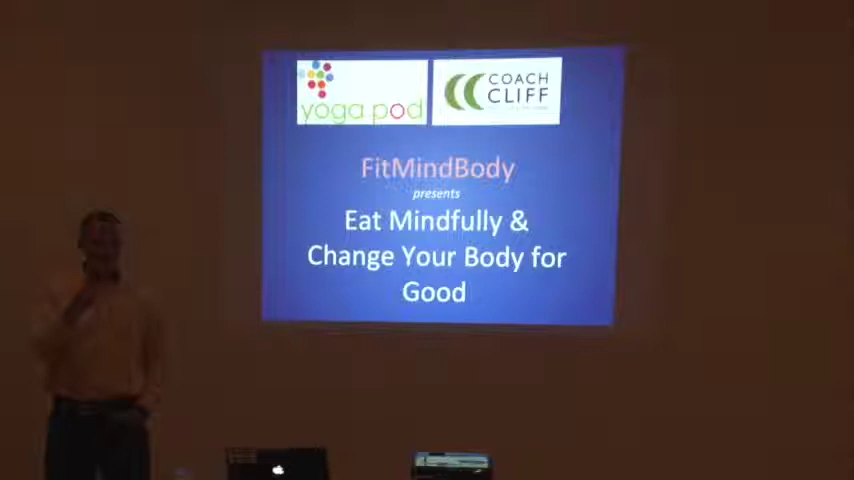 yoga pod
COACH
CLIFF
FitMindBody
presents
Eat Mindfully &
Change Your Body for
Good